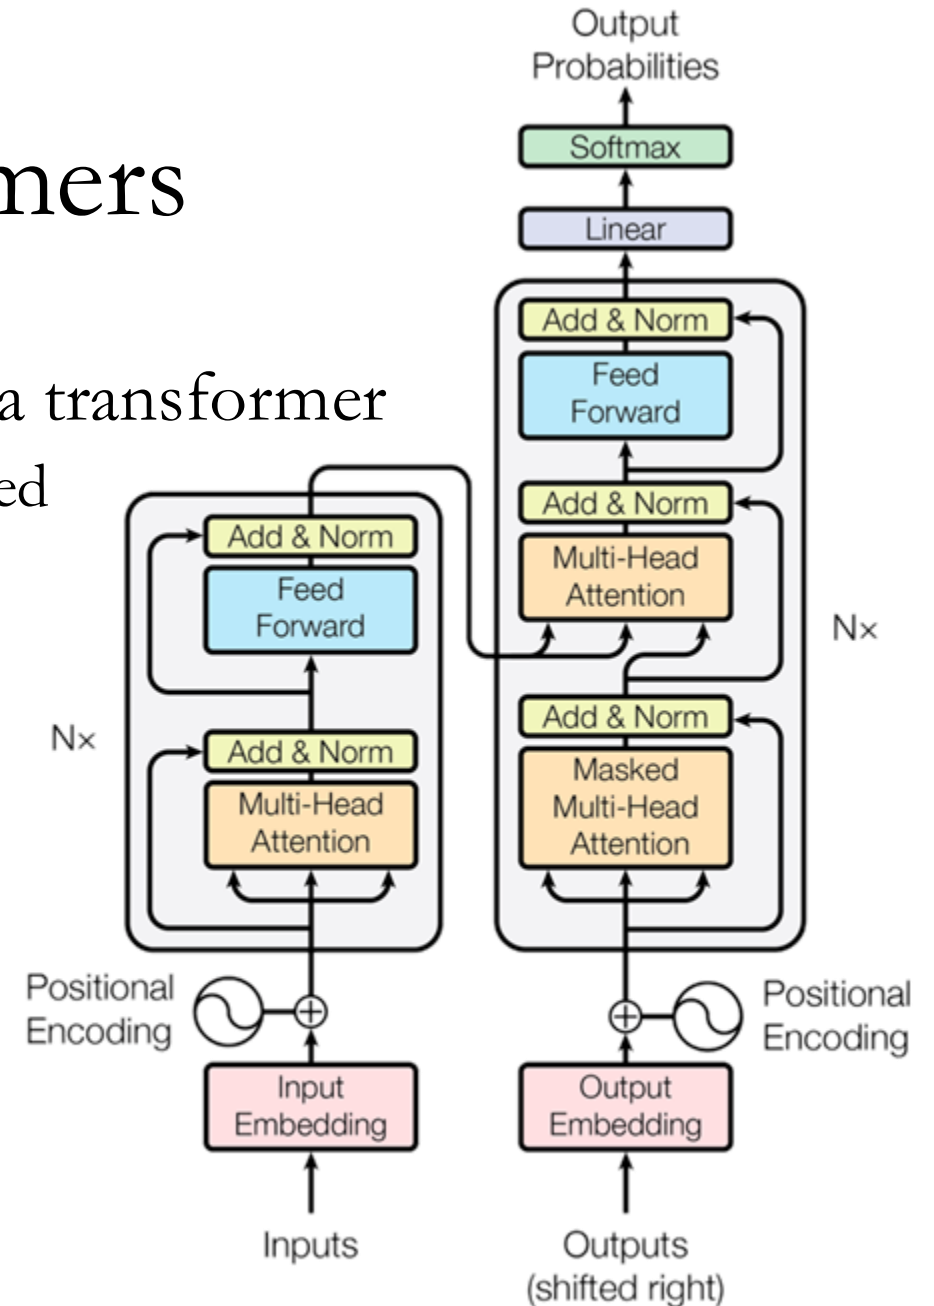 mers
a transformer
ed
Output
Probabilities
Softmax
Linear
Add & Norm
Feed
Forward
Add & Norm
Multi-Head
Attention
Nx
Add & Norm
Masked
Multi-Head
Attention
Positional
Encoding
Output
Embedding
Outputs
(shifted right)
Add & Norm
Feed
Forward
Nx
Add & Norm
Multi-Head
Attention
Positional
Encoding
Input
Embedding
Inputs